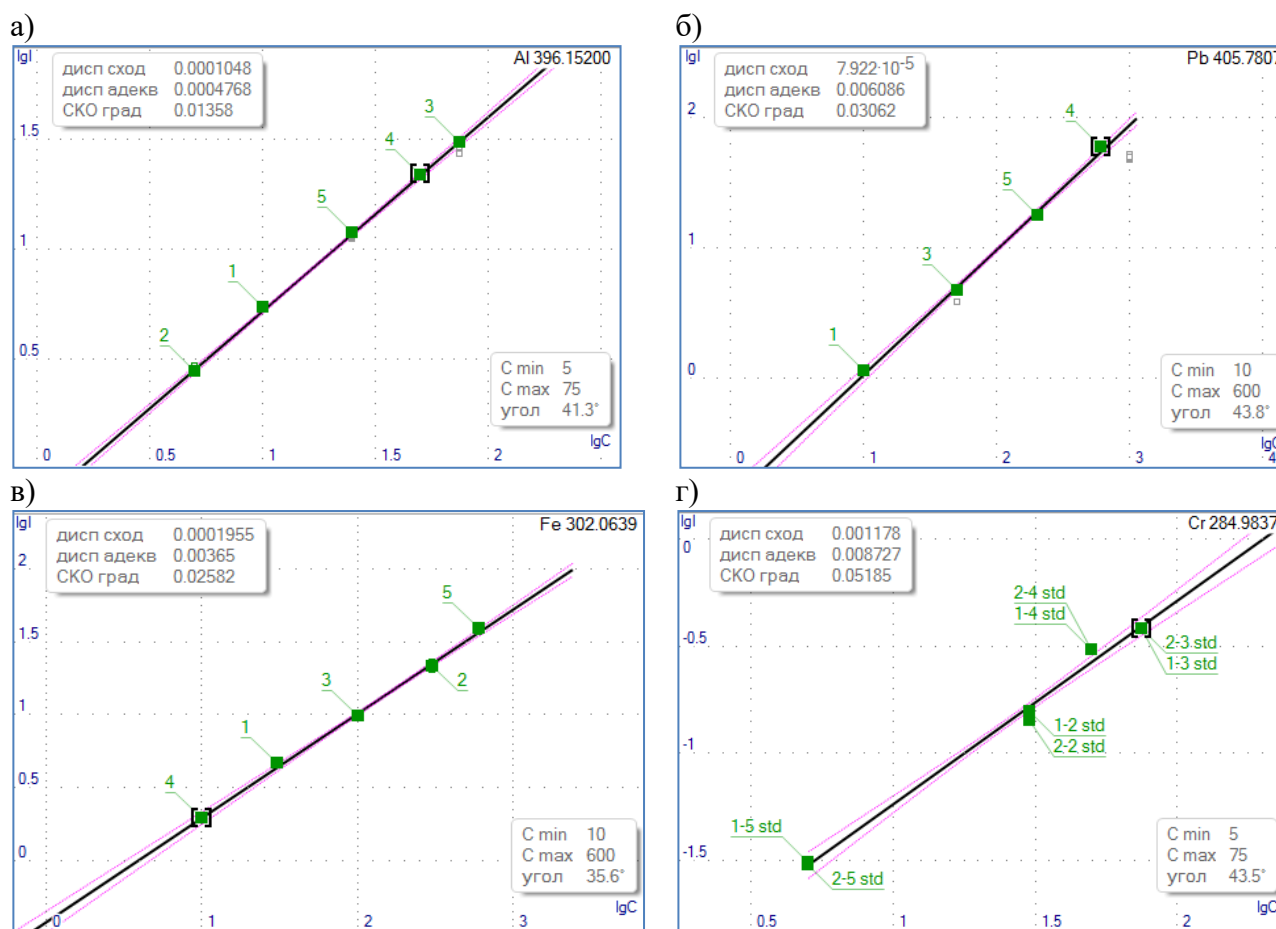 а)
lgI
Al 396.15200
дисп сход 0.0001048
дисп адекв 0.0004768
СКО град 0.01358
1.5
1
0.5
3
4
5
1
2
C min 5
C max 75
угол 41.3°
lgC
0 0.5 1 1.5 2
б)
lgI
Pb 405.7807
дисп сход 7.922·10-5
дисп адекв 0.006086
СКО град 0.03062
2
1
0
4
5
3
1
C min 10
C max 600
угол 43.8°
lgC
0 1 2 3 4
в)
lgI
Fe 302.0639
дисп сход 0.0001955
дисп адекв 0.00365
СКО град 0.02582
2
1.5
1
0.5
0
5
2
3
1
4
C min 10
C max 600
угол 35.6°
lgC
0 1 2 3
г)
lgI
Cr 284.9837
дисп сход 0.001178
дисп адекв 0.008727
СКО град 0.05185
0
-0.5
-1
-1.5
2-4 std
1-4 std
2-3 std
1-3 std
1-2 std
2-2 std
1-5 std
2-5 std
C min 5
C max 75
угол 43.5°
lgC
0.5 1 1.5 2